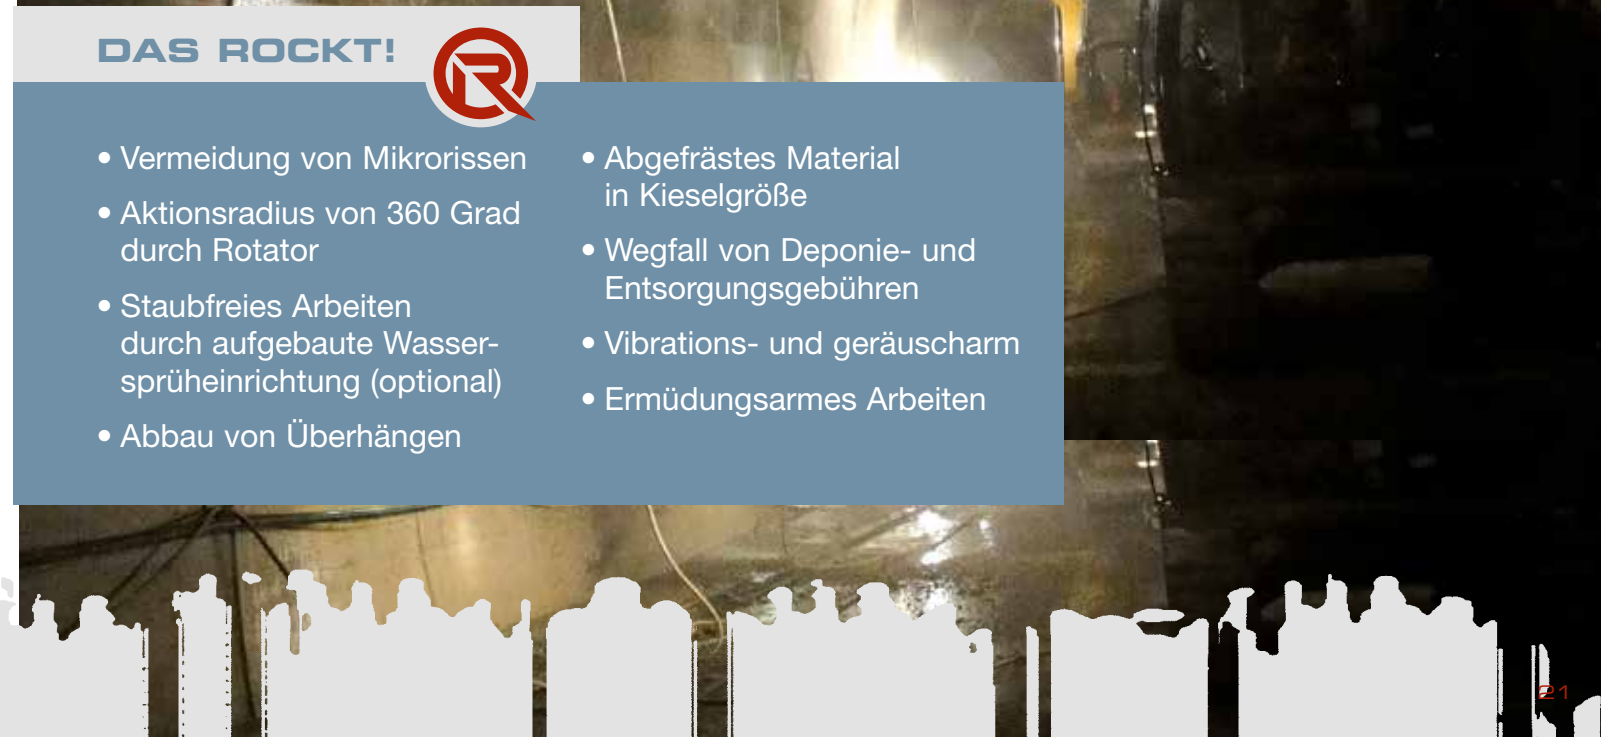 DAS ROCKT!
• Vermeidung von Mikrorissen
• Aktionsradius von 360 Grad
durch Rotator
• Staubfreies Arbeiten
durch aufgebaute Wasser-
sprüheinrichtung (optional)
• Abbau von Überhängen
• Abgefrästes Material
in Kieselgröße
• Wegfall von Deponie- und
Entsorgungsgebühren
• Vibrations- und geräuscharm
• Ermüdungsarmes Arbeiten
21